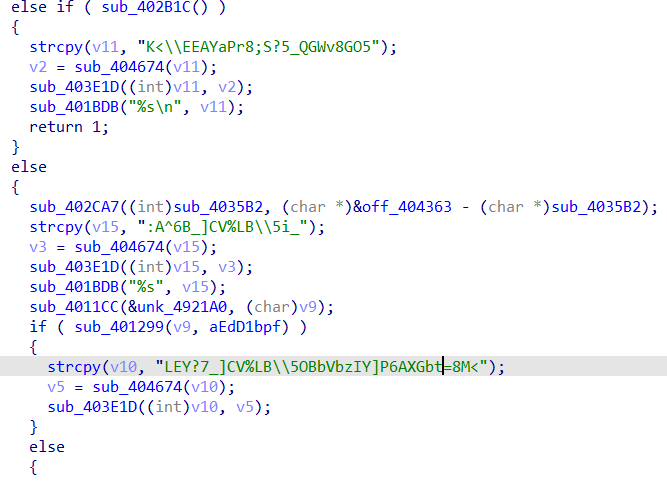 else if ( sub_402B1C() )
{
strcpy(v11, "K<\\EEAYaPr8;S?5_QGWv8GO5");
v2 = sub_404674(v11);
sub_403E1D((int)v11, v2);
sub_401BDB("%s\n", v11);
return 1;
}
else
{
sub_402CA7((int)sub_4035B2, (char *)&off_404363 - (char *)sub_4035B2);
strcpy(v15, ":A^6B_]CV%LB\\5i_");
v3 = sub_404674(v15);
sub_403E1D((int)v15, v3);
sub_401BDB("%s", v15);
sub_4011CC(&unk_4921A0, (char)v9);
if ( sub_401299(v9, aEdD1bpf) )
{
strcpy(v10, "LEY?7_]CV%LB\\5OBbVbzIY]P6AXGbt=8M<");
v5 = sub_404674(v10);
sub_403E1D((int)v10, v5);
}
else
{